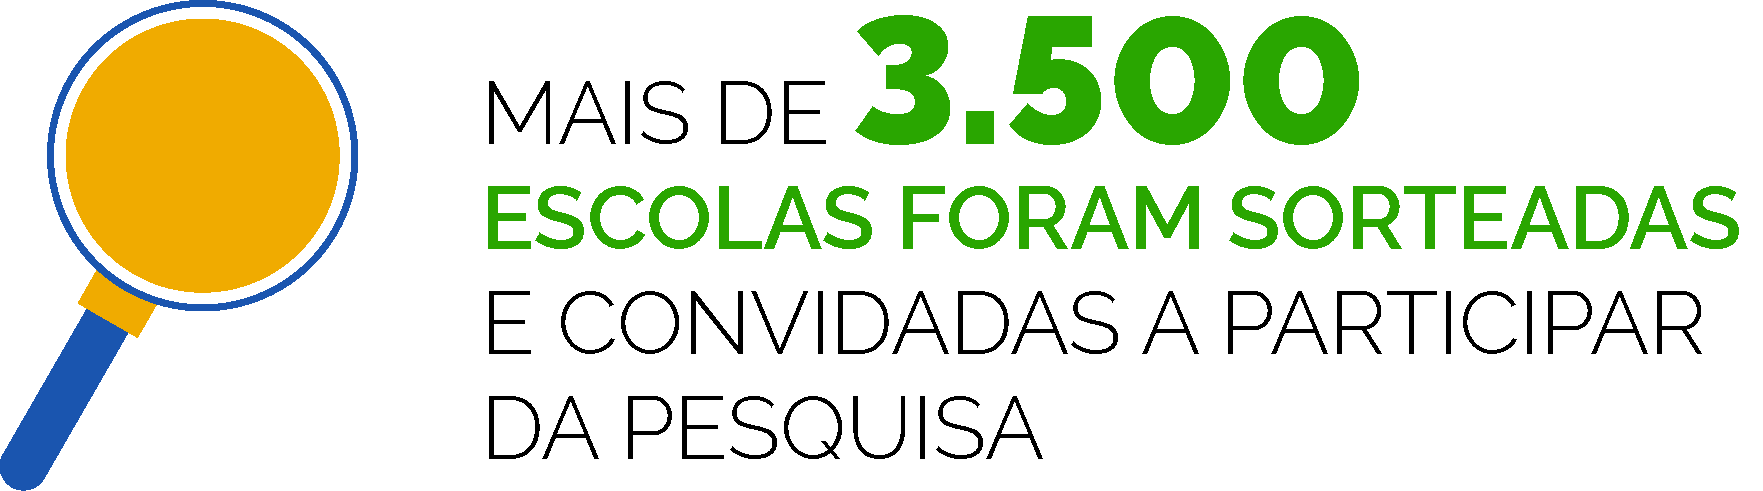 MAIS DE 3.500
ESCOLAS FORAM SORTEADAS
E CONVIDADAS A PARTICIPAR
DA PESQUISA